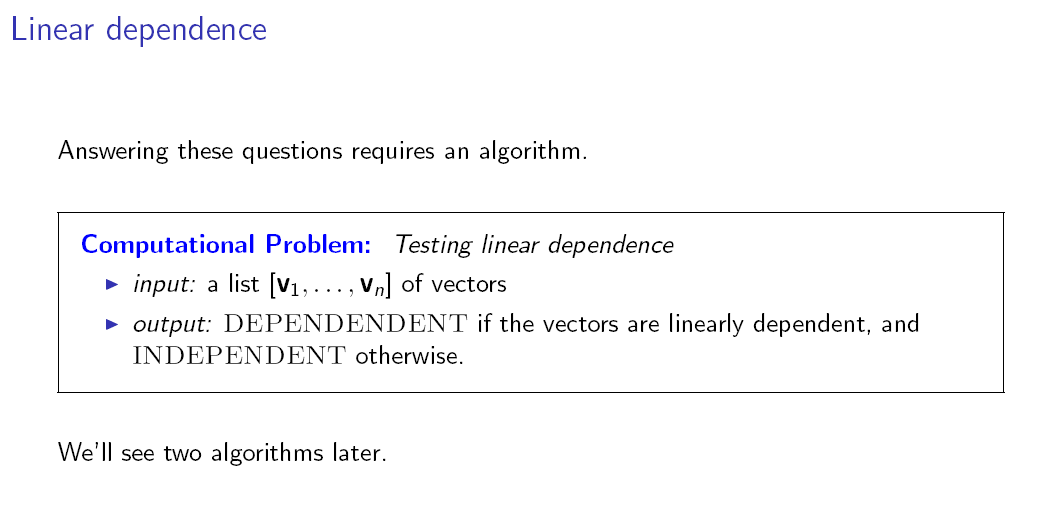 Linear dependence
Answering these questions requires an algorithm.
Computational Problem: Testing linear dependence
▶ input: a list [v₁, . . . , vₙ] of vectors
▶ output: DEPENDENDENT if the vectors are linearly dependent, and
INDEPENDENT otherwise.
We'll see two algorithms later.